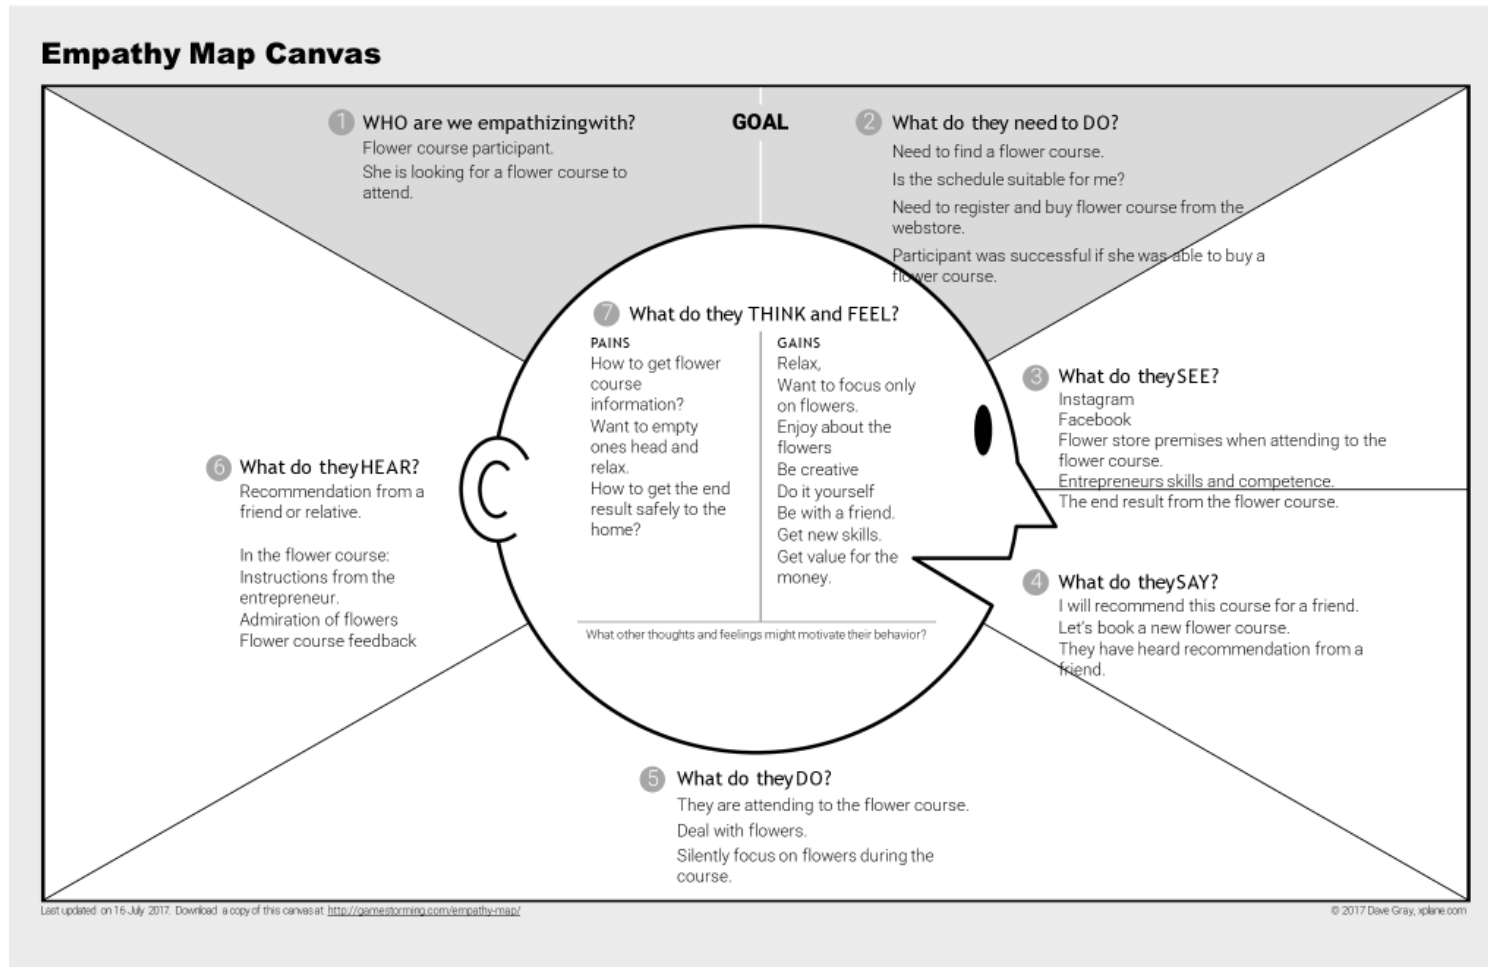 Empathy Map Canvas
1 WHO are we empathizingwith?
Flower course participant.
She is looking for a flower course to
attend.
GOAL
2 What do they need to DO?
Need to find a flower course.
Is the schedule suitable for me?
Need to register and buy flower course from the
webstore.
Participant was successful if she was able to buy a
flower course.
7 What do they THINK and FEEL?
PAINS
How to get flower
course
information?
Want to empty
ones head and
relax.
How to get the end
result safely to the
home?
GAINS
Relax,
Want to focus only
on flowers.
Enjoy about the
flowers
Be creative
Do it yourself
Be with a friend.
Get new skills.
Get value for the
money.
What other thoughts and feelings might motivate their behavior?
3 What do theySEE?
Instagram
Facebook
Flower store premises when attending to the
flower course.
Entrepreneurs skills and competence.
The end result from the flower course.
4 What do theySAY?
I will recommend this course for a friend.
Let's book a new flower course.
They have heard recommendation from a
friend.
6 What do theyHEAR?
Recommendation from a
friend or relative.
In the flower course:
Instructions from the
entrepreneur.
Admiration of flowers
Flower course feedback
5 What do theyDO?
They are attending to the flower course.
Deal with flowers.
Silently focus on flowers during the
course.
Last updated on 16 July 2017. Download a copy of this canvas at http://gamestorming.com/empathy-map/
© 2017 Dave Gray, xplane.com